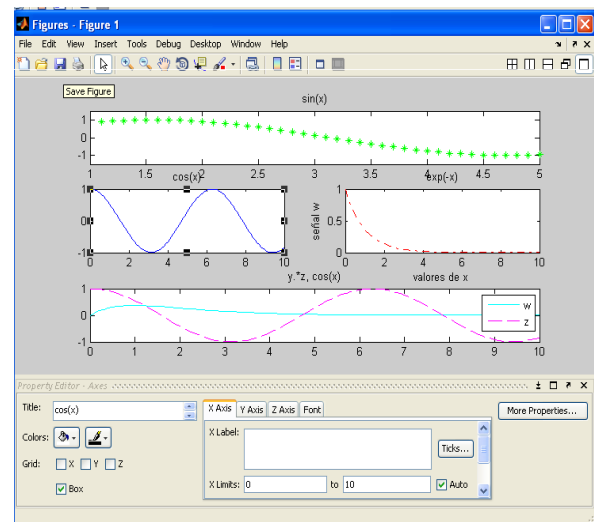 Figures - Figure 1
File Edit View Insert Tools Debug Desktop Window Help
Save Figure
sin(x)
1
0
-1
1 1.5 2 2.5 3 3.5 4 4.5 5
cos(x)
exp(-x)
1
0
-1
0 2 4 6 8 10
señal w
1
0.5
0
0 2 4 6 8 10
valores de x
y.*z, cos(x)
1
0
-1
0 1 2 3 4 5 6 7 8 9 10
w
z
Property Editor - Axes
Title: cos(x)
Colors:
Grid: X Y Z
Box
X Axis Y Axis Z Axis Font
X Label:
Ticks...
X Limits: 0 to 10 Auto
More Properties...